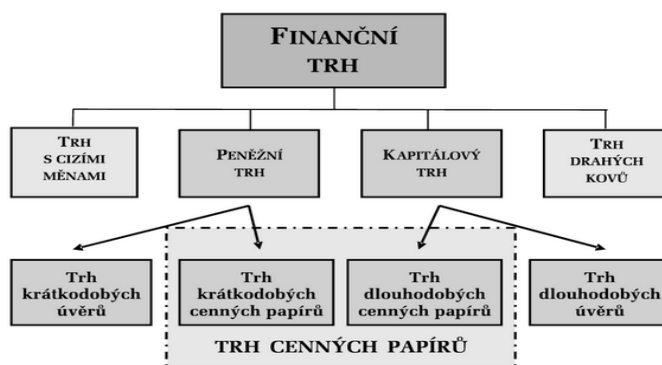 FINANČNÍ
TRH
TRH
S CIZÍMI
MĚNAMI
PENĚŽNÍ
TRH
KAPITÁLOVÝ
TRH
TRH
DRAHÝCH
KOVŮ
Trh
krátkodobých
úvěrů
Trh
krátkodobých
cenných papírů
Trh
dlouhodobých
cenných papírů
Trh
dlouhodobých
úvěrů
TRH CENNÝCH PAPÍRŮ